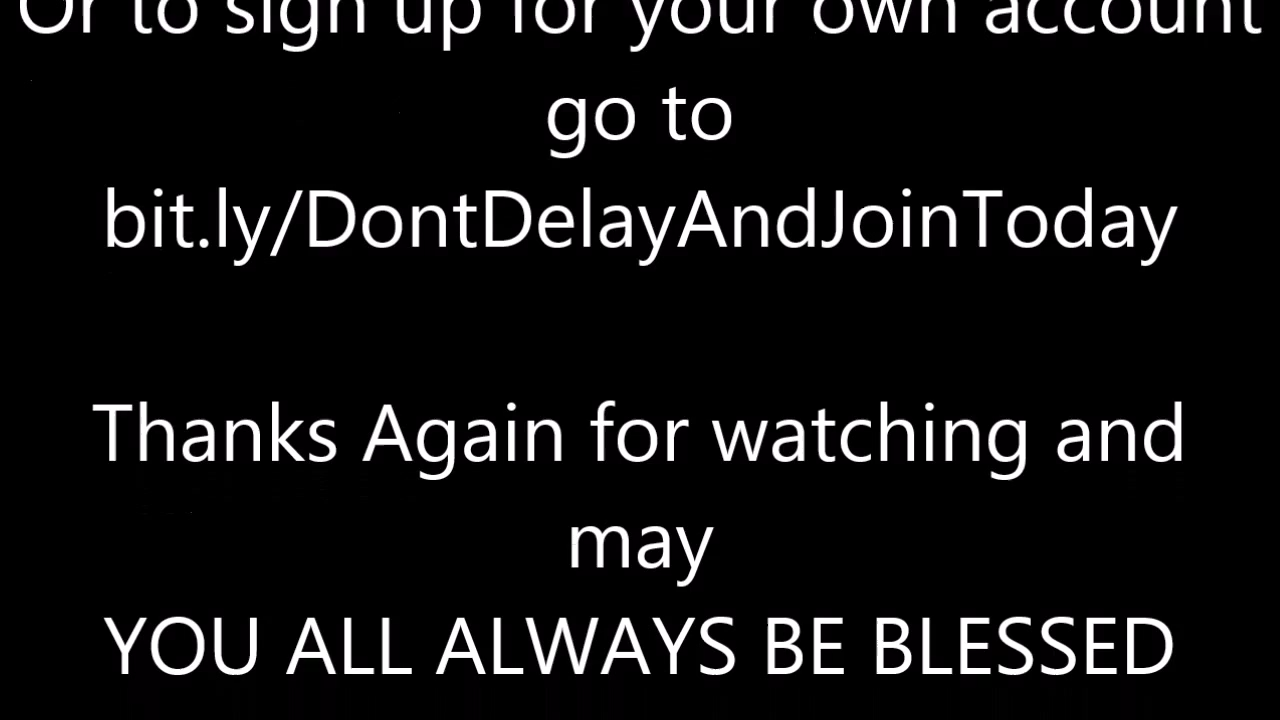 Or to sign up for your own account
go to
bit.ly/DontDelayAndJoinToday
Thanks Again for watching and
may
YOU ALL ALWAYS BE BLESSED